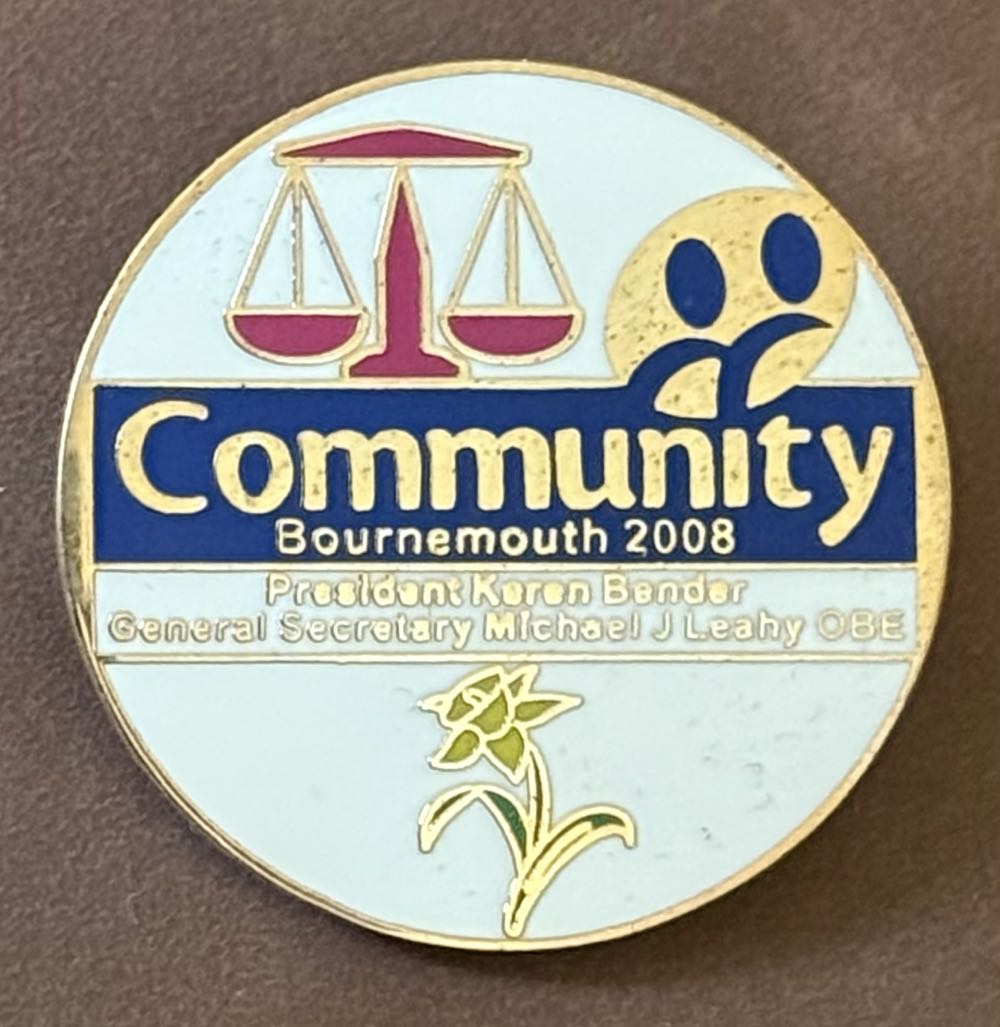 Community
Bournemouth 2008
President Karen Bender
General Secretary Michael J Leahy OBE